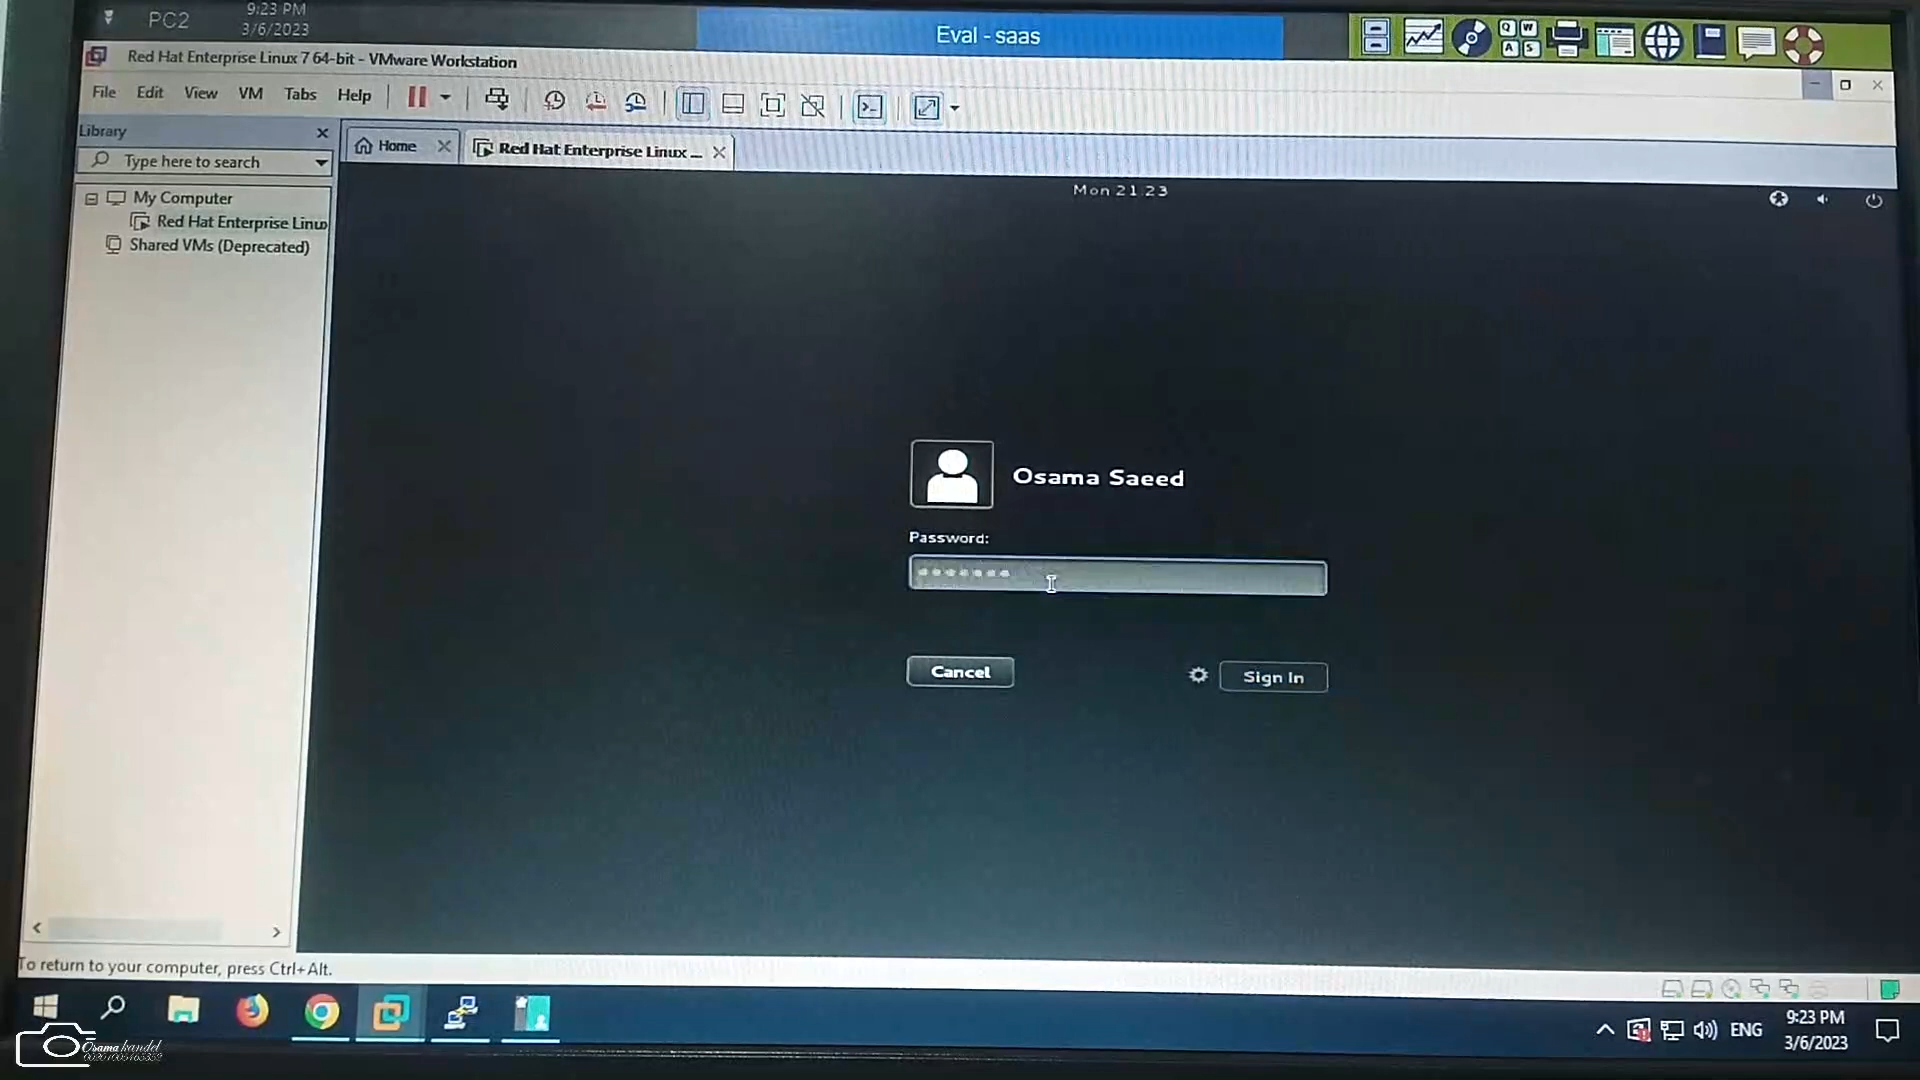 PC2
9:23 PM
3/6/2023
Eval - saas
Q W
A S
Red Hat Enterprise Linux 7 64-bit - VMware Workstation
File Edit View VM Tabs Help
Library
Type here to search
Home
Red Hat Enterprise Linux ...
My Computer
Red Hat Enterprise Linux
Shared VMs (Deprecated)
Mon 21 23
Osama Saeed
Password:
Cancel
Sign In
To return to your computer, press Ctrl+Alt.
ENG
9:23 PM
3/6/2023
Osama kandel